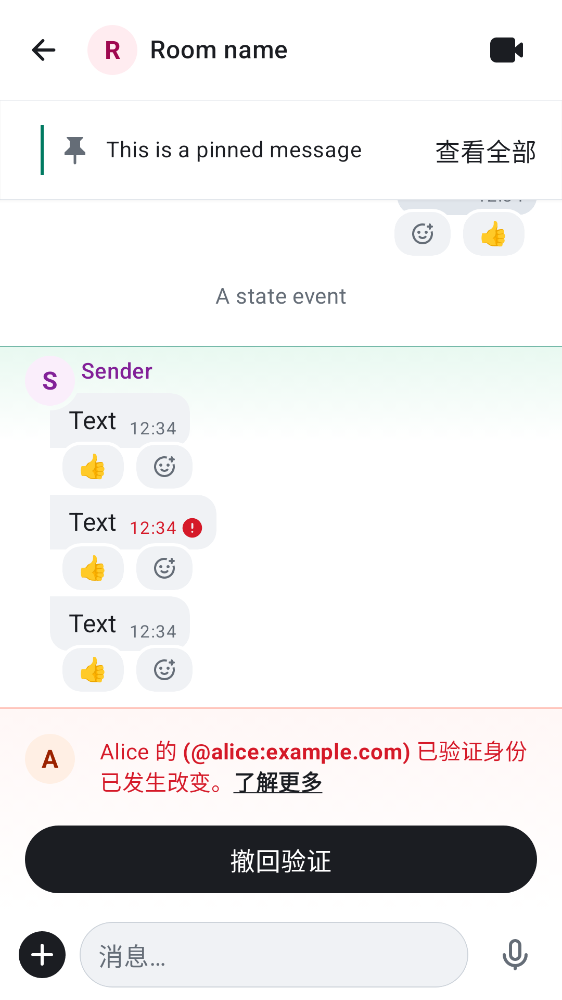 R Room name
This is a pinned message 查看全部
A state event
S Sender
Text 12:34
Text 12:34
Text 12:34
A Alice 的 (@alice:example.com) 已验证身份
已发生改变。了解更多
撤回验证
消息…